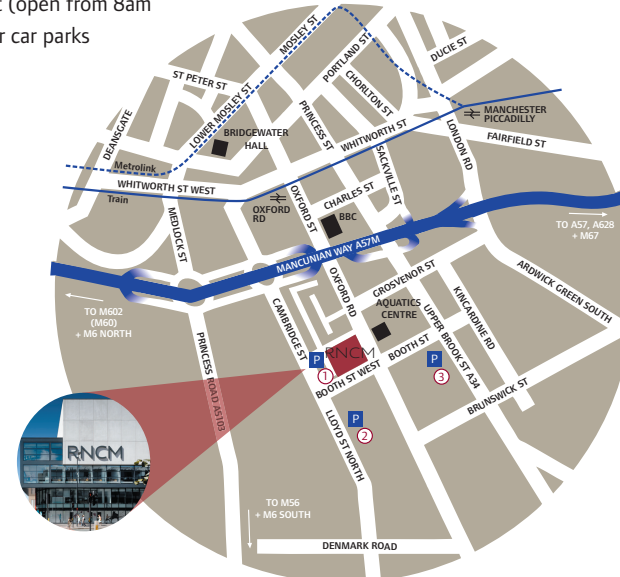 t (open from 8am
r car parks
MOSLEY ST
PORTLAND ST
DUCIE ST
ST PETER ST
CHORLTON ST
LOWER MOSLEY ST
PRINCESS ST
MANCHESTER
PICCADILLY
DEANSGATE
BRIDGEWATER
HALL
WHITWORTH ST
LONDON RD
FAIRFIELD ST
Metrolink
SACKVILLE ST
WHITWORTH ST WEST
Train
OXFORD
RD
OXFORD ST
CHARLES ST
BBC
MEDLOCK ST
TO A57, A628
+ M67
MANCUNIAN WAY A57M
GROSVENOR ST
ARDWICK GREEN SOUTH
OXFORD RD
AQUATICS
CENTRE
KINCARDINE RD
TO M602
(M60)
+ M6 NORTH
CAMBRIDGE ST
UPPER BROOK ST A34
PRINCESS ROAD A5103
P
1
RNCM
BOOTH ST
P
3
BOOTH ST WEST
BRUNSWICK ST
P
2
LLOYD ST NORTH
RNCM
TO M56
+ M6 SOUTH
DENMARK ROAD